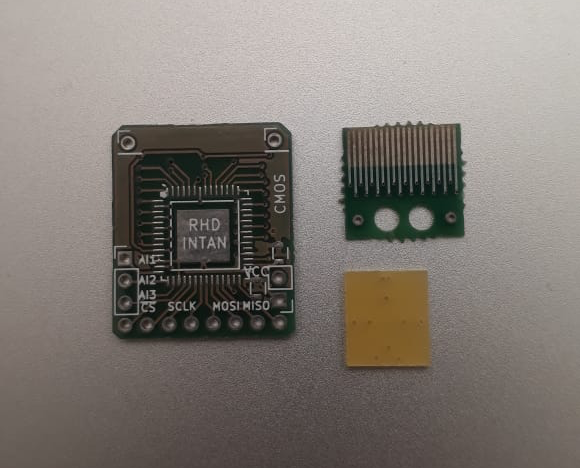 CMOS
RHD
INTAN
AI1
VCC
AI2
AI3
CS
SCLK
MOSI
MISO